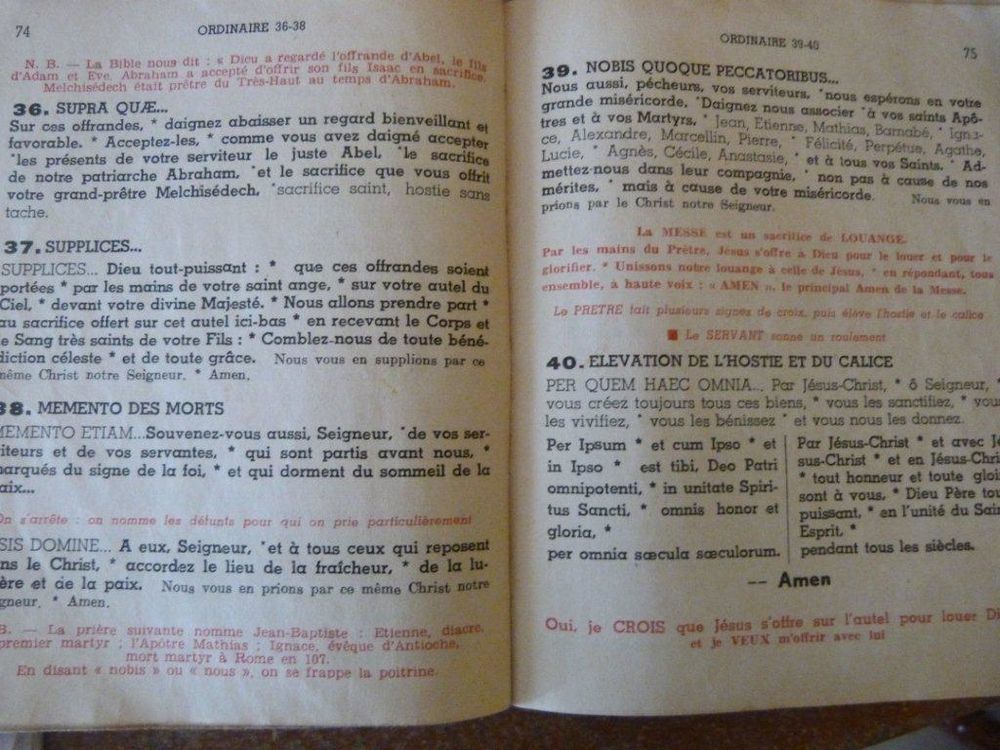 74
ORDINAIRE 36-38
N. B. — La Bible nous dit : « Dieu a regardé l'offrande d'Abel, le fils
d'Adam et Eve. Abraham a accepté d'offrir son fils Isaac en sacrifice.
Melchisédech était prêtre du Très-Haut au temps d'Abraham.
36. SUPRA QUÆ...
Sur ces offrandes, * daignez abaisser un regard bienveillant et
favorable. * Acceptez-les, * comme vous avez daigné accepter
*les présents de votre serviteur le juste Abel, *le sacrifice
de notre patriarche Abraham, *et le sacrifice que vous offrit
votre grand-prêtre Melchisédech, *sacrifice saint, hostie sans
tache.
37. SUPPLICES...
SUPPLICES... Dieu tout-puissant : * que ces offrandes soient
portées * par les mains de votre saint ange, * sur votre autel du
Ciel, * devant votre divine Majesté. * Nous allons prendre part *
au sacrifice offert sur cet autel ici-bas * en recevant le Corps et
e Sang très saints de votre Fils : * Comblez-nous de toute béné-
diction céleste * et de toute grâce. Nous vous en supplions par ce
même Christ notre Seigneur. * Amen.
38. MEMENTO DES MORTS
MEMENTO ETIAM...Souvenez-vous aussi, Seigneur, *de vos ser-
iteurs et de vos servantes, * qui sont partis avant nous, *
marqués du signe de la foi, * et qui dorment du sommeil de la
aix...
On s'arrête : on nomme les défunts pour qui on prie particulièrement
SIS DOMINE... A eux, Seigneur, *et à tous ceux qui reposent
ns le Christ, * accordez le lieu de la fraîcheur, * de la lu-
ère et de la paix. Nous vous en prions par ce même Christ notre
gneur. * Amen.
B. — La prière suivante nomme Jean-Baptiste : Etienne, diacre,
premier martyr ; l'Apôtre Mathias ; Ignace, évêque d'Antioche,
mort martyr à Rome en 107.
En disant « nobis » ou « nous », on se frappe la poitrine.
ORDINAIRE 39-40
75
39. NOBIS QUOQUE PECCATORIBUS...
Nous aussi, pécheurs, vos serviteurs, *nous espérons en votre
grande miséricorde. *Daignez nous associer *à vos saints Apô-
tres et à vos Martyrs, * Jean, Etienne, Mathias, Barnabé, * Igna-
ce, Alexandre, Marcellin, Pierre, * Félicité, Perpétue, Agathe,
Lucie, * Agnès, Cécile, Anastasie, * et à tous vos Saints. * Ad-
mettez-nous dans leur compagnie, * non pas à cause de nos
mérites, * mais à cause de votre miséricorde. Nous vous en
prions par le Christ notre Seigneur.
La MESSE est un sacrifice de LOUANGE.
Par les mains du Prêtre, Jésus s'offre à Dieu pour le louer et pour le
glorifier. * Unissons notre louange à celle de Jésus, * en répondant, tous
ensemble, à haute voix : « AMEN », le principal Amen de la Messe.
Le PRETRE fait plusieurs signes de croix, puis élève l'hostie et le calice
■ Le SERVANT sonne un roulement
40. ELEVATION DE L'HOSTIE ET DU CALICE
PER QUEM HAEC OMNIA... Par Jésus-Christ, * ô Seigneur, *
vous créez toujours tous ces biens, * vous les sanctifiez, * vous
les vivifiez, * vous les bénissez * et vous nous les donnez.
Per Ipsum * et cum Ipso * et
in Ipso * est tibi, Deo Patri
omnipotenti, * in unitate Spiri-
tus Sancti, * omnis honor et
gloria, *
per omnia sæcula sæculorum.
Par Jésus-Christ * et avec Jé
sus-Christ * et en Jésus-Chri
* tout honneur et toute gloi
sont à vous, * Dieu Père tou
puissant, * en l'unité du Sain
Esprit, *
pendant tous les siècles.
-- Amen
Oui, je CROIS que Jésus s'offre sur l'autel pour louer Di
et je VEUX m'offrir avec lui